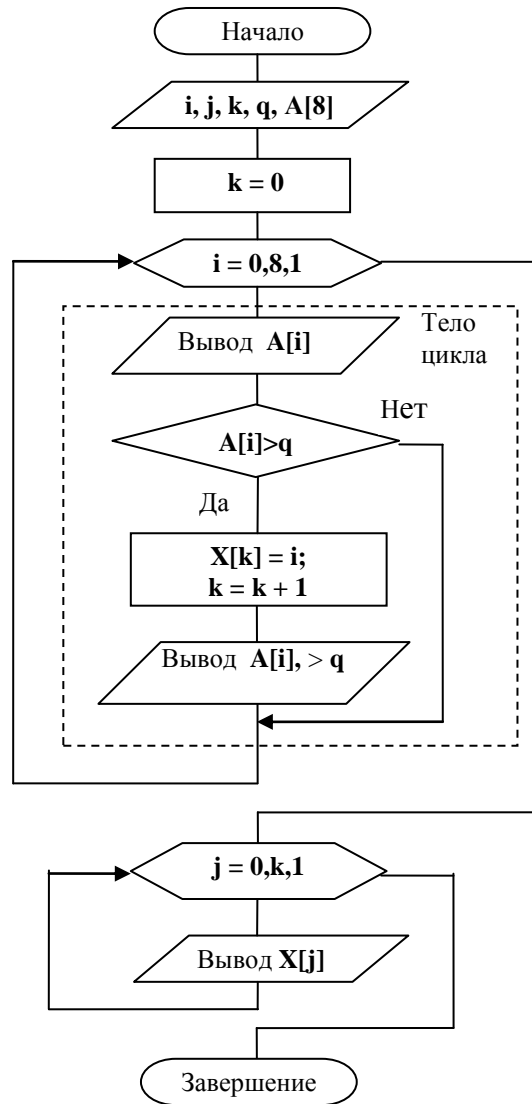 Начало
i, j, k, q, A[8]
k = 0
i = 0,8,1
Тело
цикла
Вывод A[i]
Нет
A[i]>q
Да
X[k] = i;
k = k + 1
Вывод A[i], > q
j = 0,k,1
Вывод X[j]
Завершение